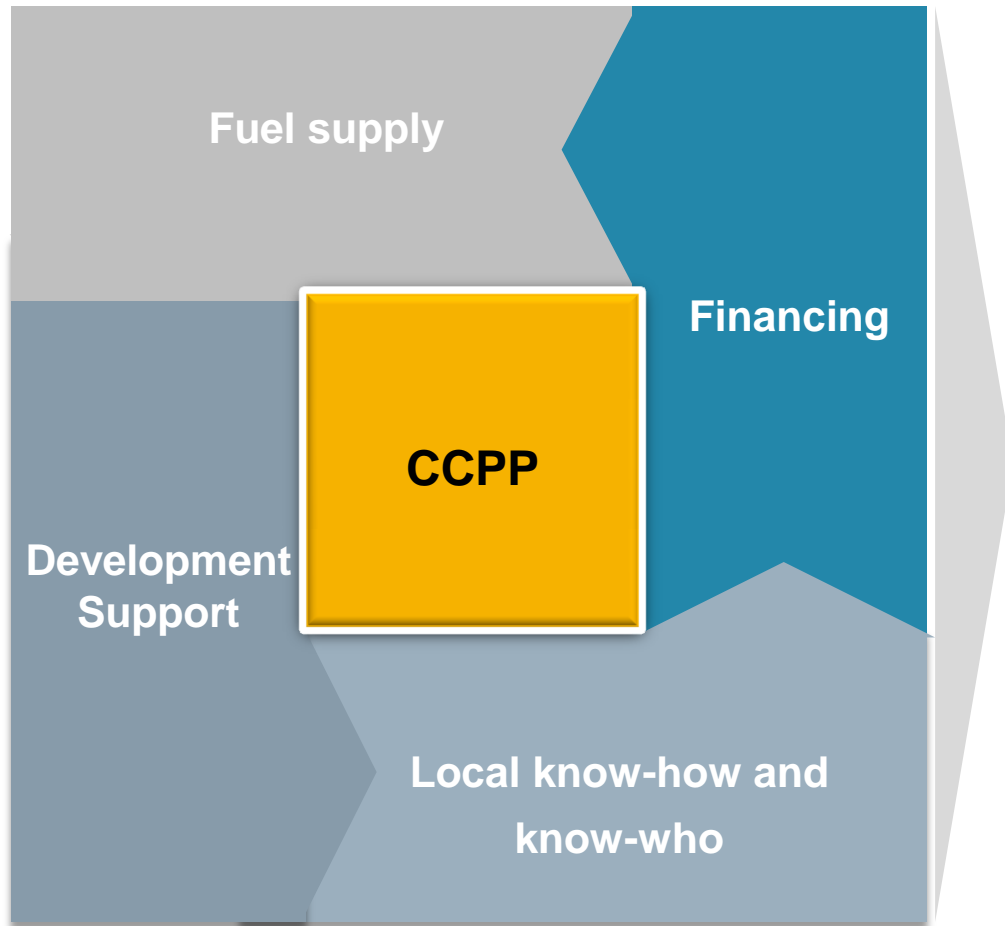 Fuel supply
Financing
CCPP
Development
Support
Local know-how and
know-who